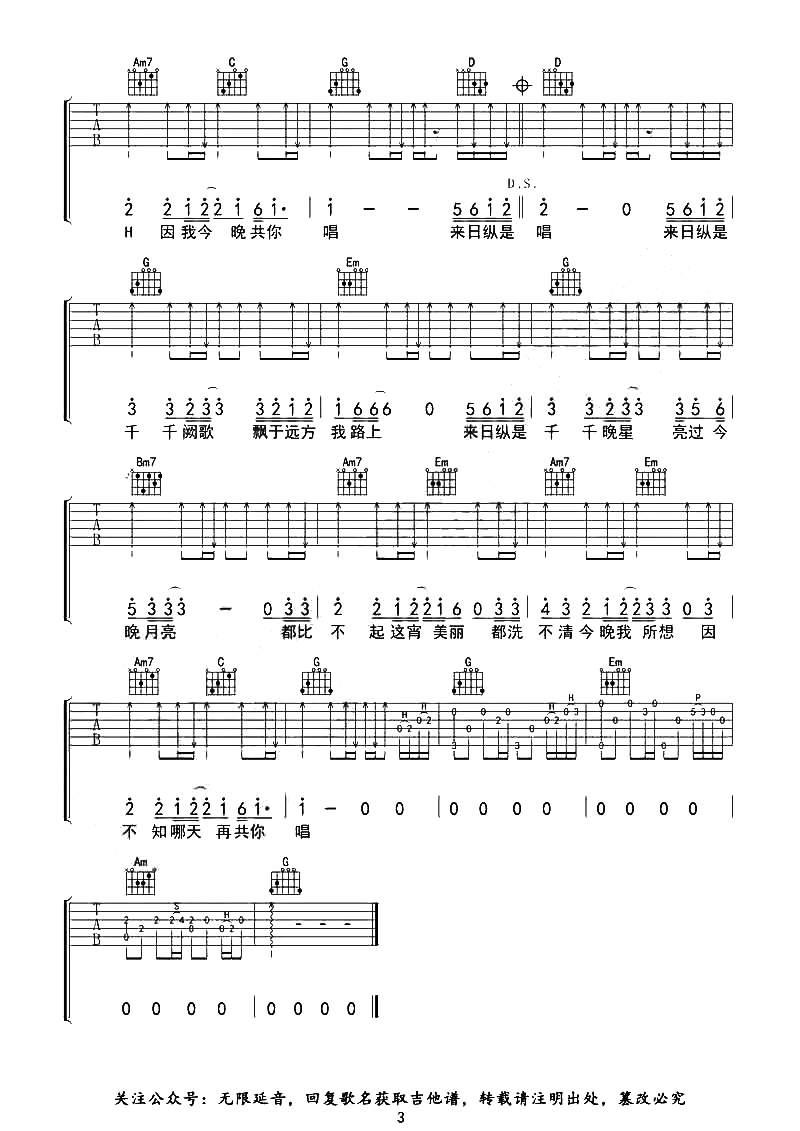 Am7 C G D D
T
A
B
D.S.
2 2 1 2 2 1 6 1· | 1 – – 5 6 1 2 || 2 – 0 5 6 1 2 |
H 因我今 晚共你 唱 来日纵是 唱 来日纵是
G Em G
T
A
B
3 3 2 3 3 3 2 1 2 | 1 6 6 6 0 5 6 1 2 | 3 3 2 3 3 3 5 6 |
千 千阙歌 飘于远方 我路上 来日纵是 千 千晚星 亮过今
Bm7 Am7 Em Am7 Em
T
A
B
5 3 3 3 – 0 3 3 | 2 2 1 2 2 1 6 0 3 3 | 4 3 2 1 2 2 3 3 0 3 |
晚月亮 都比 不 起这宵 美丽 都洗 不清今晚我 所想 因
Am7 C G G Em
H H H H P
T
A
B
2 2 1 2 2 1 6 1· | 1 – 0 0 | 0 0 0 0 | 0 0 0 0 |
不 知哪天 再共你 唱
Am G
S H
T
A
B
0 0 0 0 | 0 0 0 0 ||
关注公众号：无限延音，回复歌名获取吉他谱，转载请注明出处，篡改必究
3